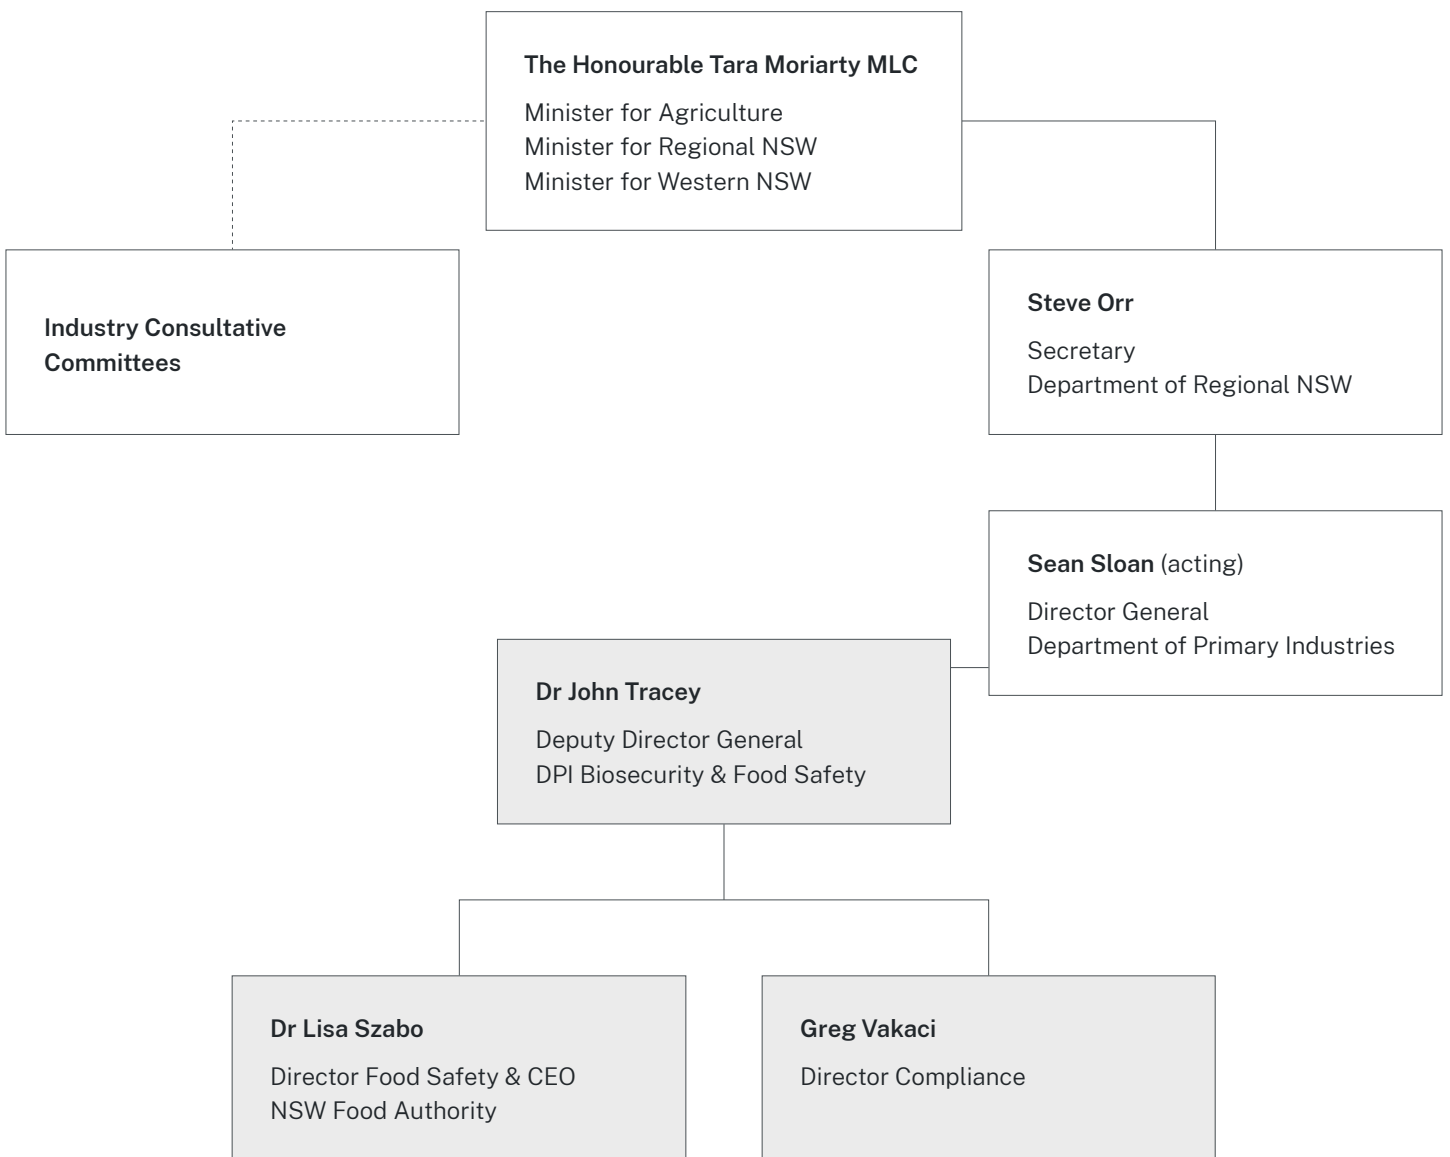 The Honourable Tara Moriarty MLC
Minister for Agriculture
Minister for Regional NSW
Minister for Western NSW
Industry Consultative
Committees
Steve Orr
Secretary
Department of Regional NSW
Sean Sloan (acting)
Director General
Department of Primary Industries
Dr John Tracey
Deputy Director General
DPI Biosecurity & Food Safety
Dr Lisa Szabo
Director Food Safety & CEO
NSW Food Authority
Greg Vakaci
Director Compliance